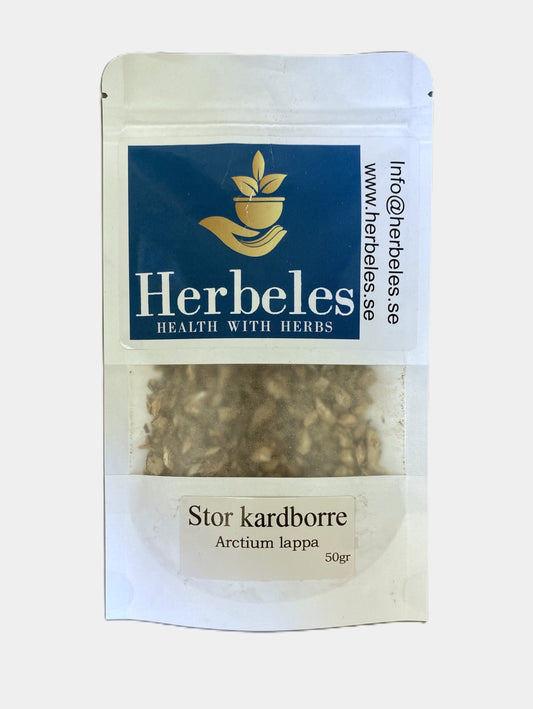 Herbeles
HEALTH WITH HERBS
Info@herbeles.se
www.herbeles.se
Stor kardborre
Arctium lappa
50gr